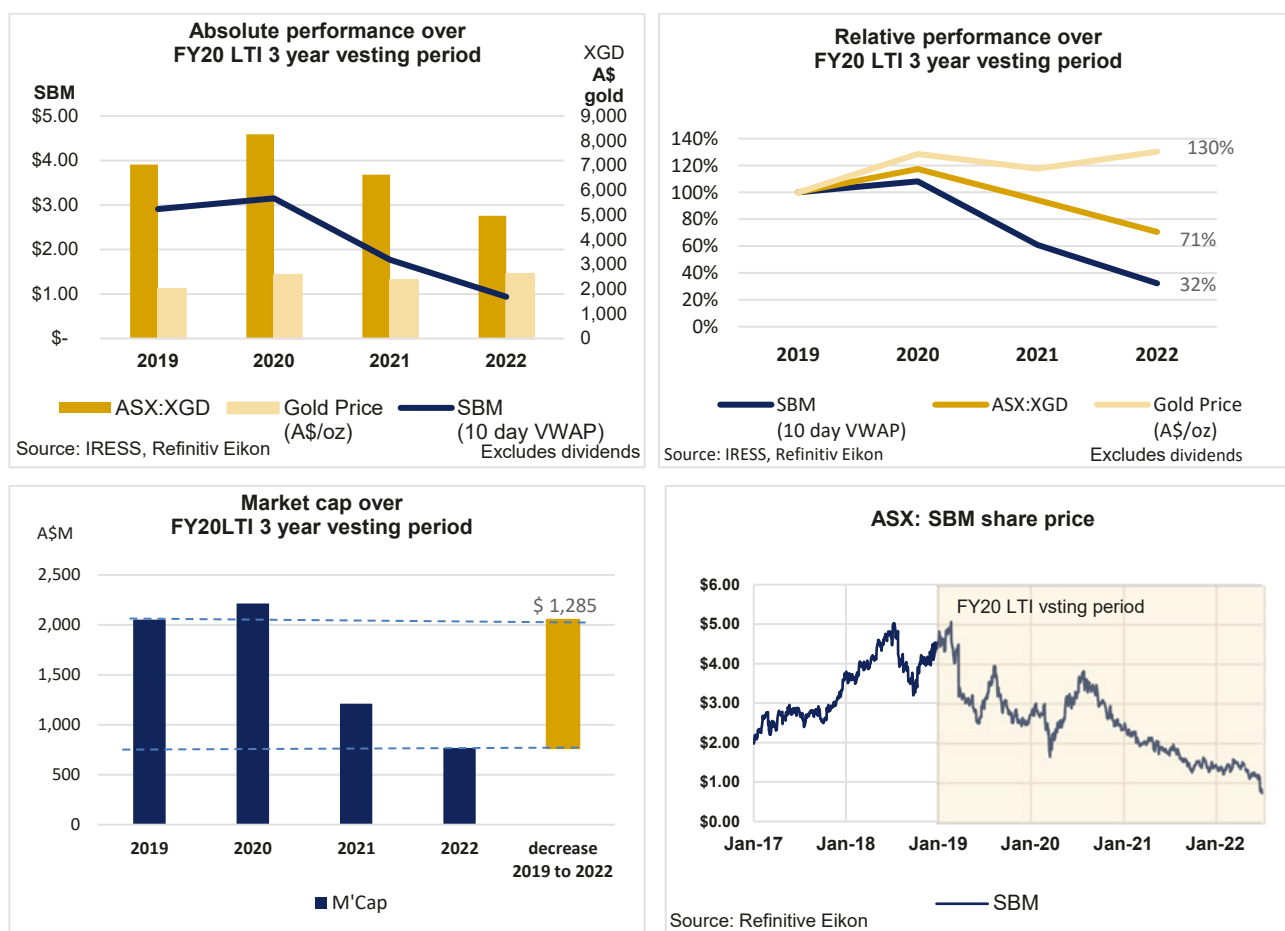 Absolute performance over
FY20 LTI 3 year vesting period
XGD
A$
gold
SBM
$5.00
$4.00
$3.00
$2.00
$1.00
$-
9,000
8,000
7,000
6,000
5,000
4,000
3,000
2,000
1,000
0
2019 2020 2021 2022
ASX:XGD Gold Price (A$/oz) SBM (10 day VWAP)
Source: IRESS, Refinitiv Eikon Excludes dividends
Relative performance over
FY20 LTI 3 year vesting period
140%
120%
100%
80%
60%
40%
20%
0%
130%
71%
32%
2019 2020 2021 2022
SBM (10 day VWAP) ASX:XGD Gold Price (A$/oz)
Source: IRESS, Refinitiv Eikon Excludes dividends
Market cap over
FY20LTI 3 year vesting period
A$M
2,500
2,000
1,500
1,000
500
0
$ 1,285
2019 2020 2021 2022 decrease
2019 to 2022
M'Cap
ASX: SBM share price
$6.00
$5.00
$4.00
$3.00
$2.00
$1.00
$0.00
FY20 LTI vsting period
Jan-17 Jan-18 Jan-19 Jan-20 Jan-21 Jan-22
SBM
Source: Refinitive Eikon